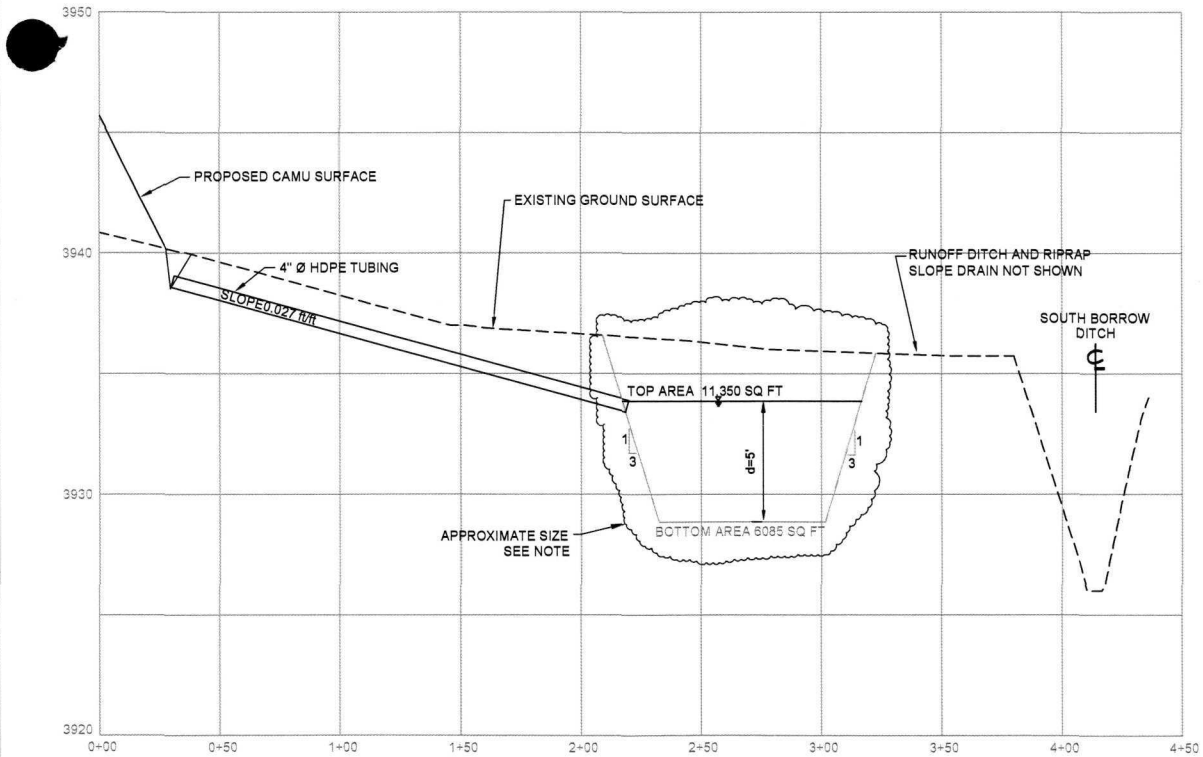 3950
PROPOSED CAMU SURFACE
EXISTING GROUND SURFACE
3940
4" Ø HDPE TUBING
RUNOFF DITCH AND RIPRAP
SLOPE DRAIN NOT SHOWN
SLOPE0.027 ft/ft
SOUTH BORROW
DITCH
℄
TOP AREA 11,350 SQ FT
1
3
d=5'
1
3
3930
APPROXIMATE SIZE
SEE NOTE
BOTTOM AREA 6085 SQ FT
3920
0+00 0+50 1+00 1+50 2+00 2+50 3+00 3+50 4+00 4+50